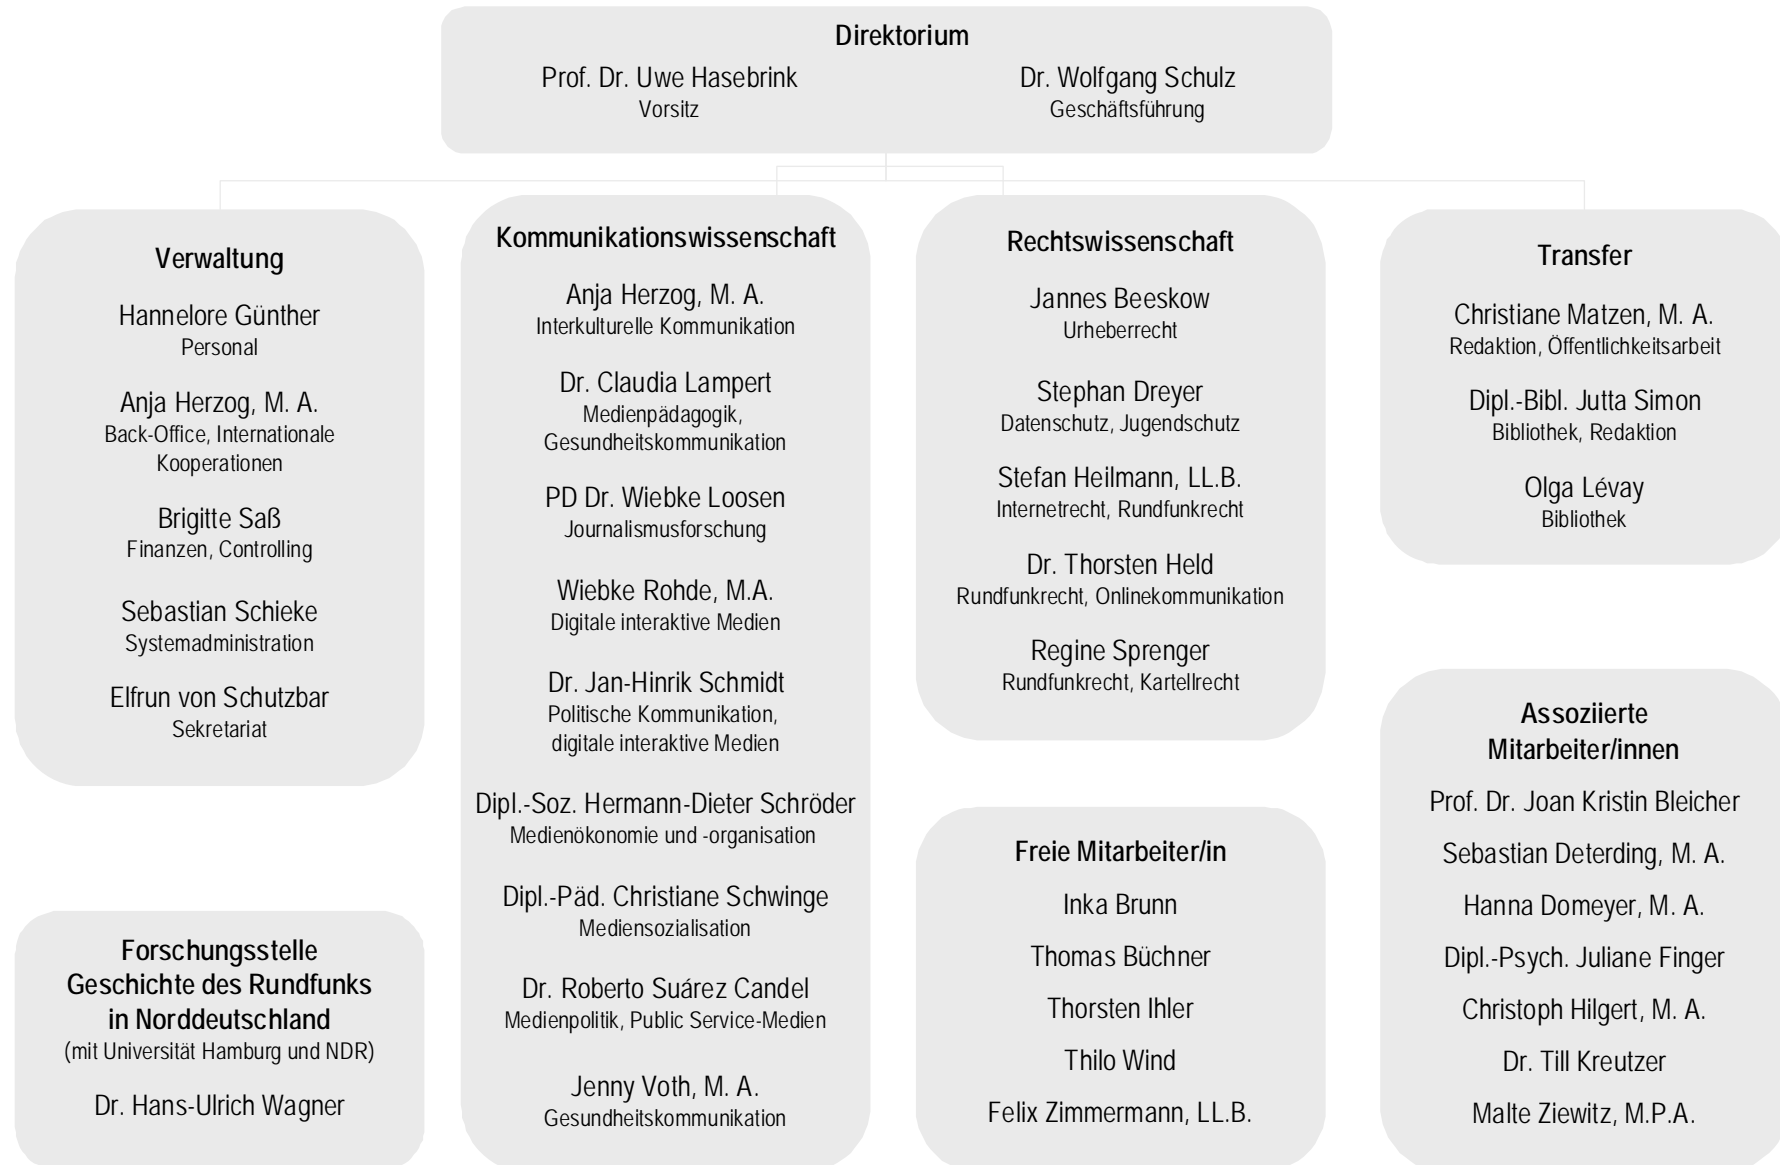 Direktorium
Prof. Dr. Uwe Hasebrink
Vorsitz
Dr. Wolfgang Schulz
Geschäftsführung
Verwaltung
Hannelore Günther
Personal
Anja Herzog, M. A.
Back-Office, Internationale
Kooperationen
Brigitte Saß
Finanzen, Controlling
Sebastian Schieke
Systemadministration
Elfrun von Schutzbar
Sekretariat
Forschungsstelle
Geschichte des Rundfunks
in Norddeutschland
(mit Universität Hamburg und NDR)
Dr. Hans-Ulrich Wagner
Kommunikationswissenschaft
Anja Herzog, M. A.
Interkulturelle Kommunikation
Dr. Claudia Lampert
Medienpädagogik,
Gesundheitskommunikation
PD Dr. Wiebke Loosen
Journalismusforschung
Wiebke Rohde, M.A.
Digitale interaktive Medien
Dr. Jan-Hinrik Schmidt
Politische Kommunikation,
digitale interaktive Medien
Dipl.-Soz. Hermann-Dieter Schröder
Medienökonomie und -organisation
Dipl.-Päd. Christiane Schwinge
Mediensozialisation
Dr. Roberto Suárez Candel
Medienpolitik, Public Service-Medien
Jenny Voth, M. A.
Gesundheitskommunikation
Rechtswissenschaft
Jannes Beeskow
Urheberrecht
Stephan Dreyer
Datenschutz, Jugendschutz
Stefan Heilmann, LL.B.
Internetrecht, Rundfunkrecht
Dr. Thorsten Held
Rundfunkrecht, Onlinekommunikation
Regine Sprenger
Rundfunkrecht, Kartellrecht
Freie Mitarbeiter/in
Inka Brunn
Thomas Büchner
Thorsten Ihler
Thilo Wind
Felix Zimmermann, LL.B.
Transfer
Christiane Matzen, M. A.
Redaktion, Öffentlichkeitsarbeit
Dipl.-Bibl. Jutta Simon
Bibliothek, Redaktion
Olga Lévay
Bibliothek
Assoziierte
Mitarbeiter/innen
Prof. Dr. Joan Kristin Bleicher
Sebastian Deterding, M. A.
Hanna Domeyer, M. A.
Dipl.-Psych. Juliane Finger
Christoph Hilgert, M. A.
Dr. Till Kreutzer
Malte Ziewitz, M.P.A.